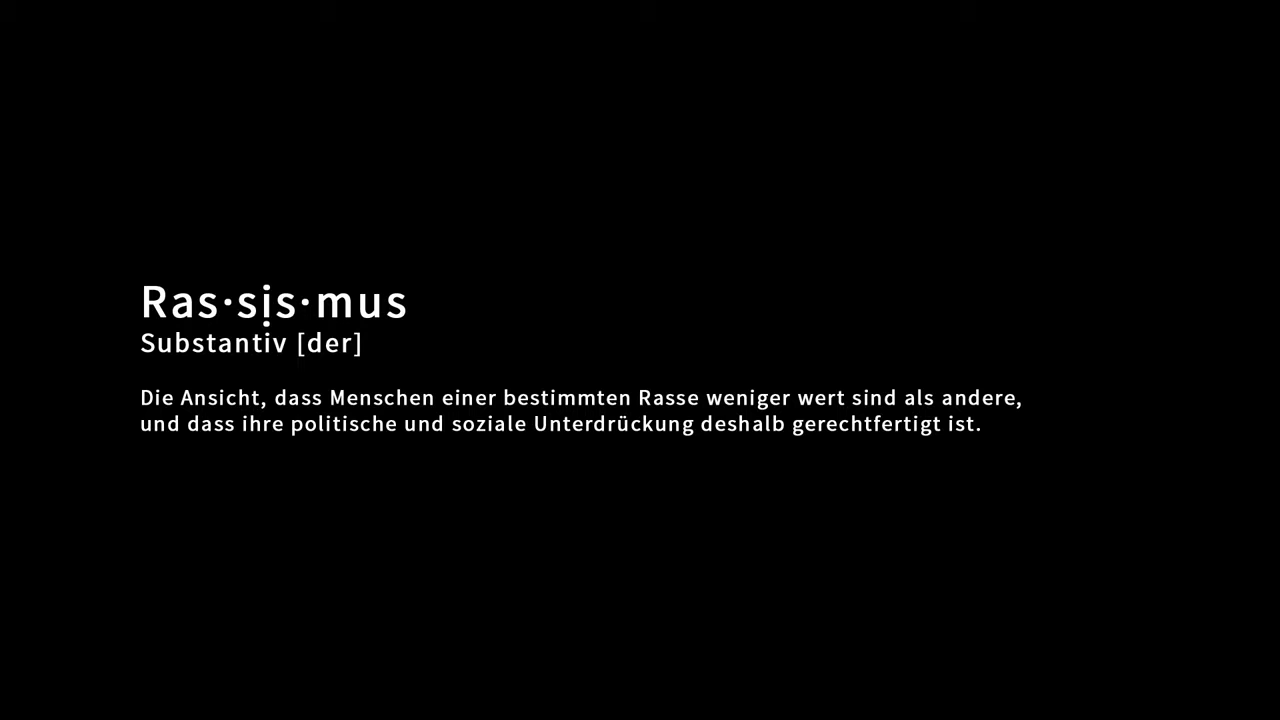 Ras·sịs·mus
Substantiv [der]
Die Ansicht, dass Menschen einer bestimmten Rasse weniger wert sind als andere,
und dass ihre politische und soziale Unterdrückung deshalb gerechtfertigt ist.